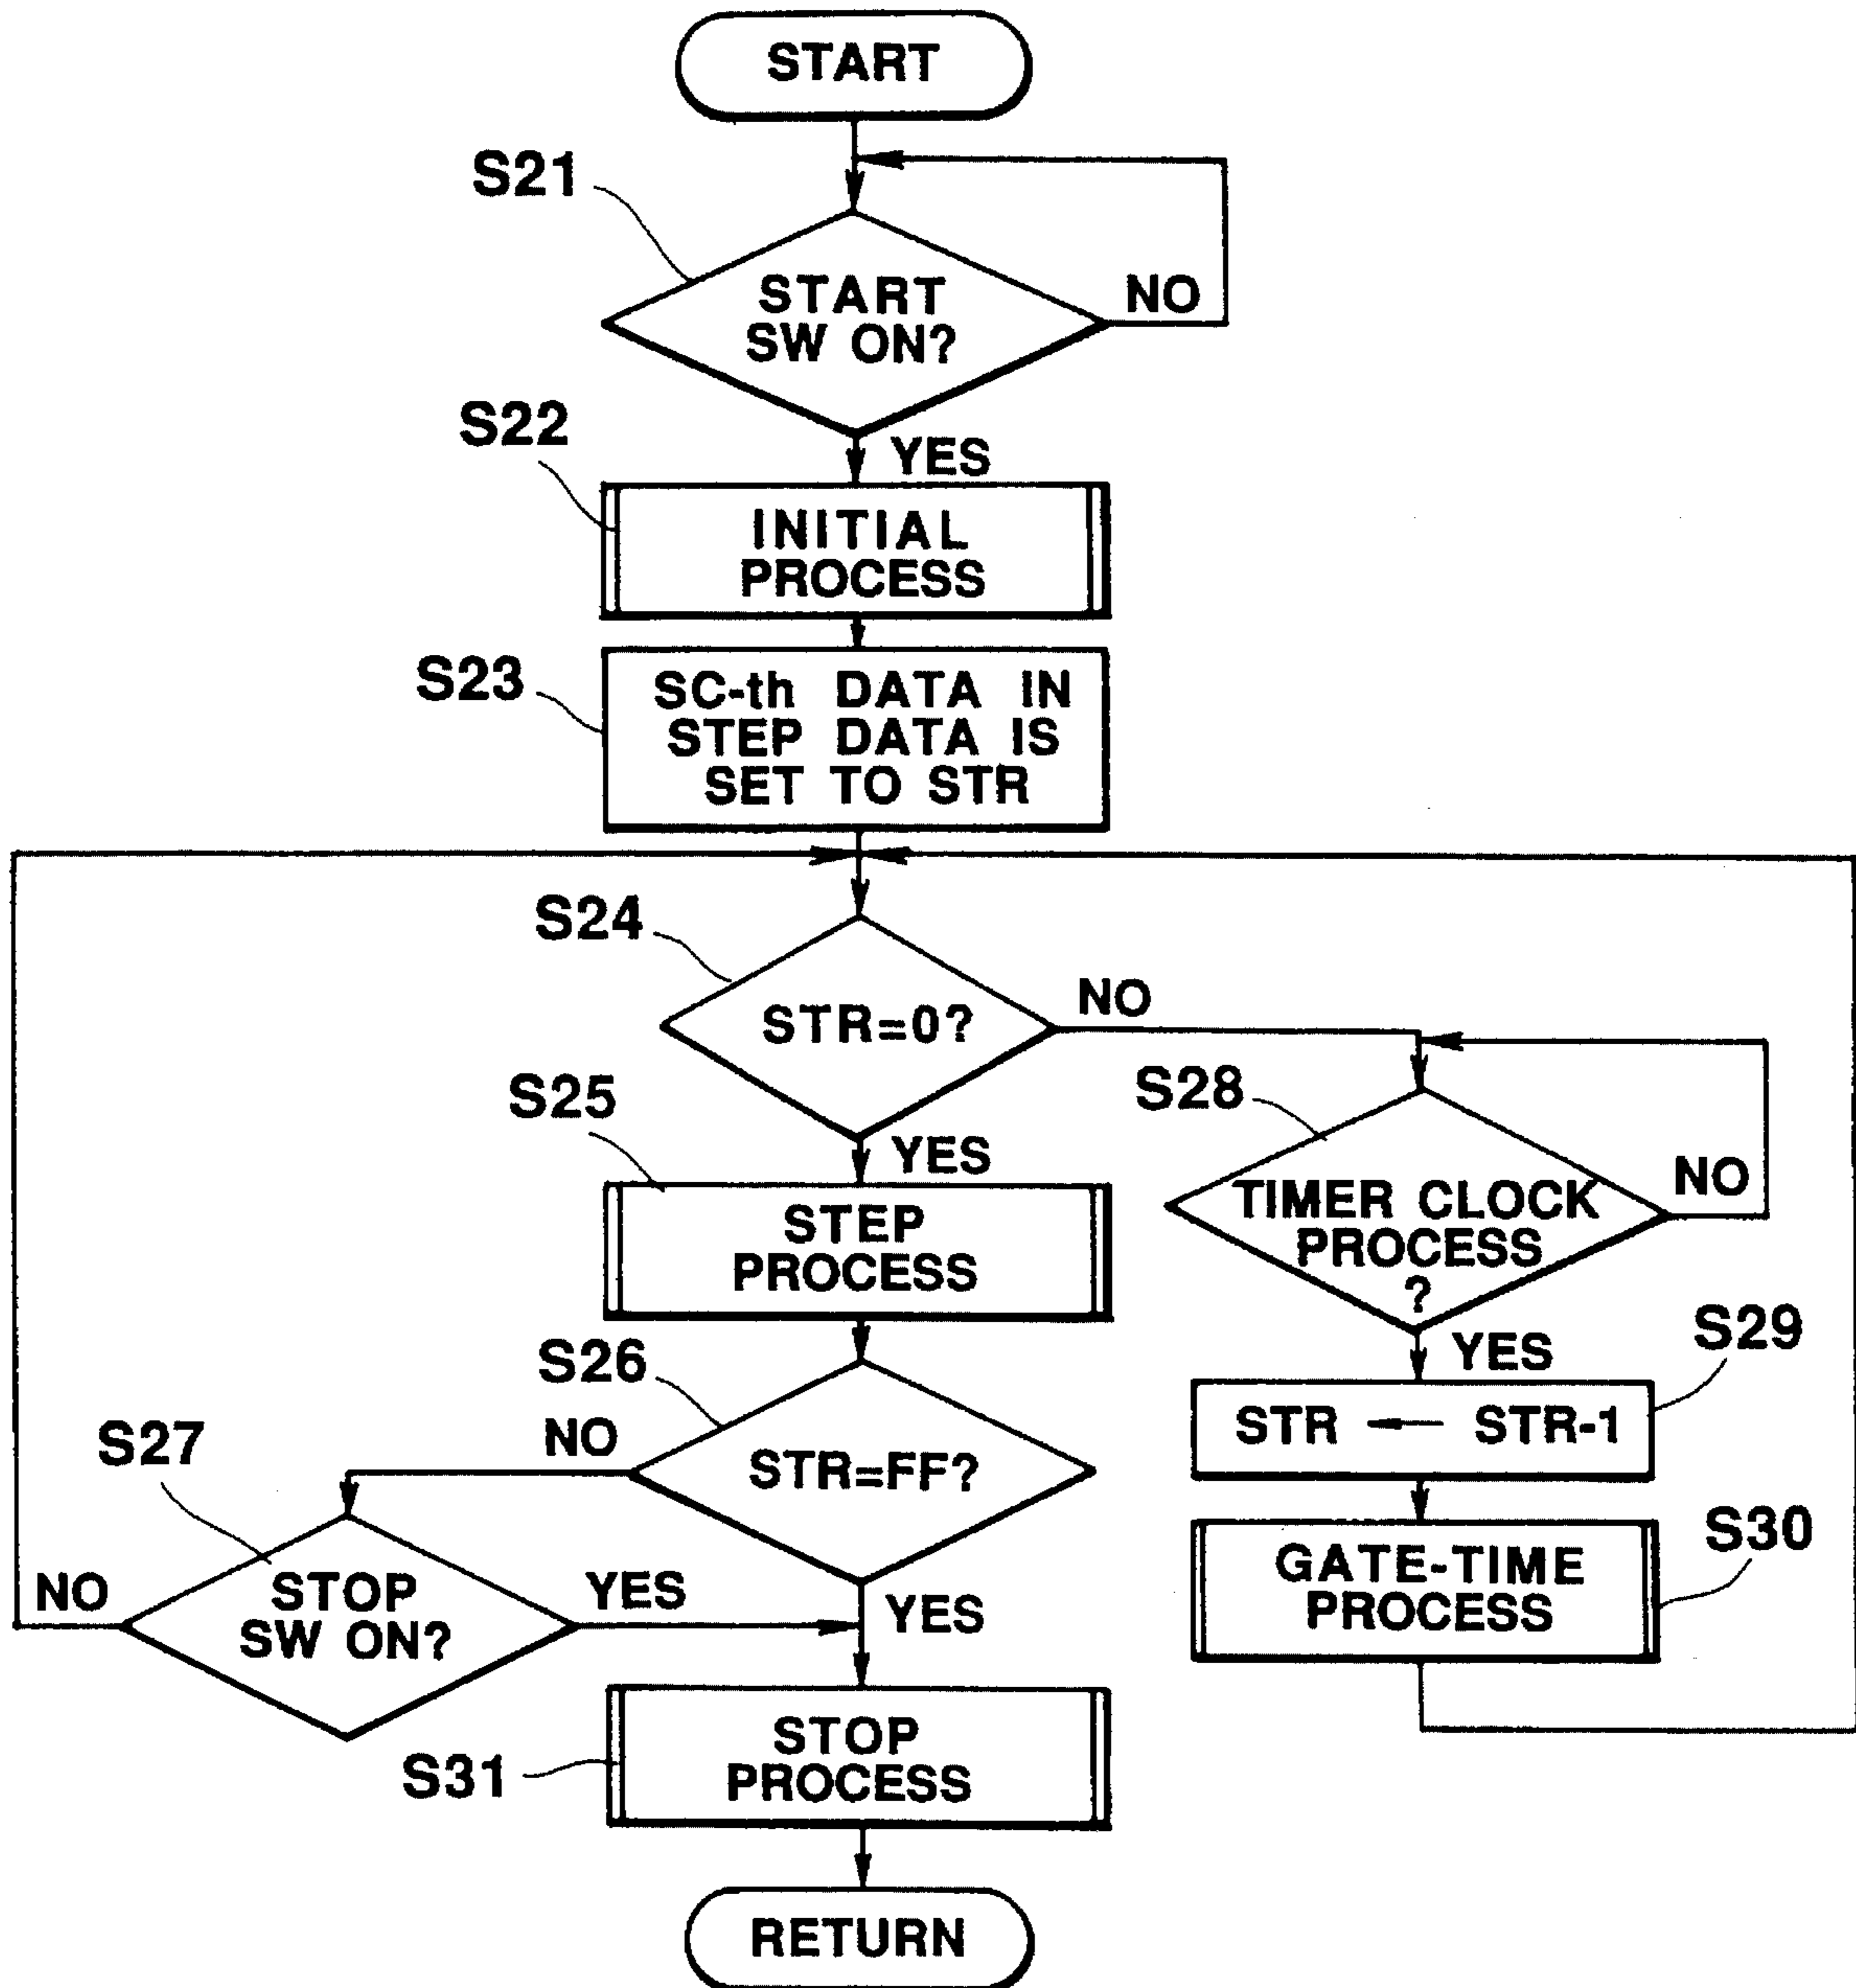 START
S21
START
SW ON?
NO
S22
YES
INITIAL
PROCESS
S23
SC-th DATA IN
STEP DATA IS
SET TO STR
S24
STR=0?
NO
S25
YES
STEP
PROCESS
S28
TIMER CLOCK
PROCESS
?
NO
YES
S29
STR ← STR-1
S30
GATE-TIME
PROCESS
S26
STR=FF?
NO
YES
S27
STOP
SW ON?
NO
YES
S31
STOP
PROCESS
RETURN